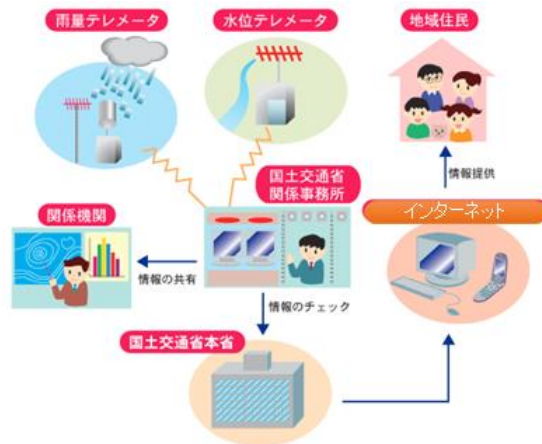 雨量テレメータ
水位テレメータ
地域住民
国土交通省
関係事務所
情報提供
関係機関
インターネット
情報の共有
情報のチェック
国土交通省本省